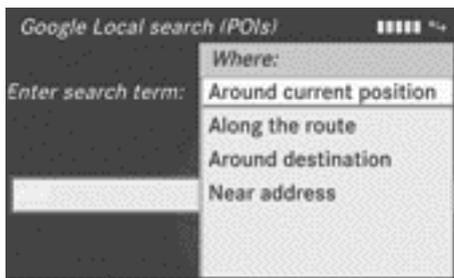 Google Local search (POIs)
Where:
Enter search term:
Around current position
Along the route
Around destination
Near address